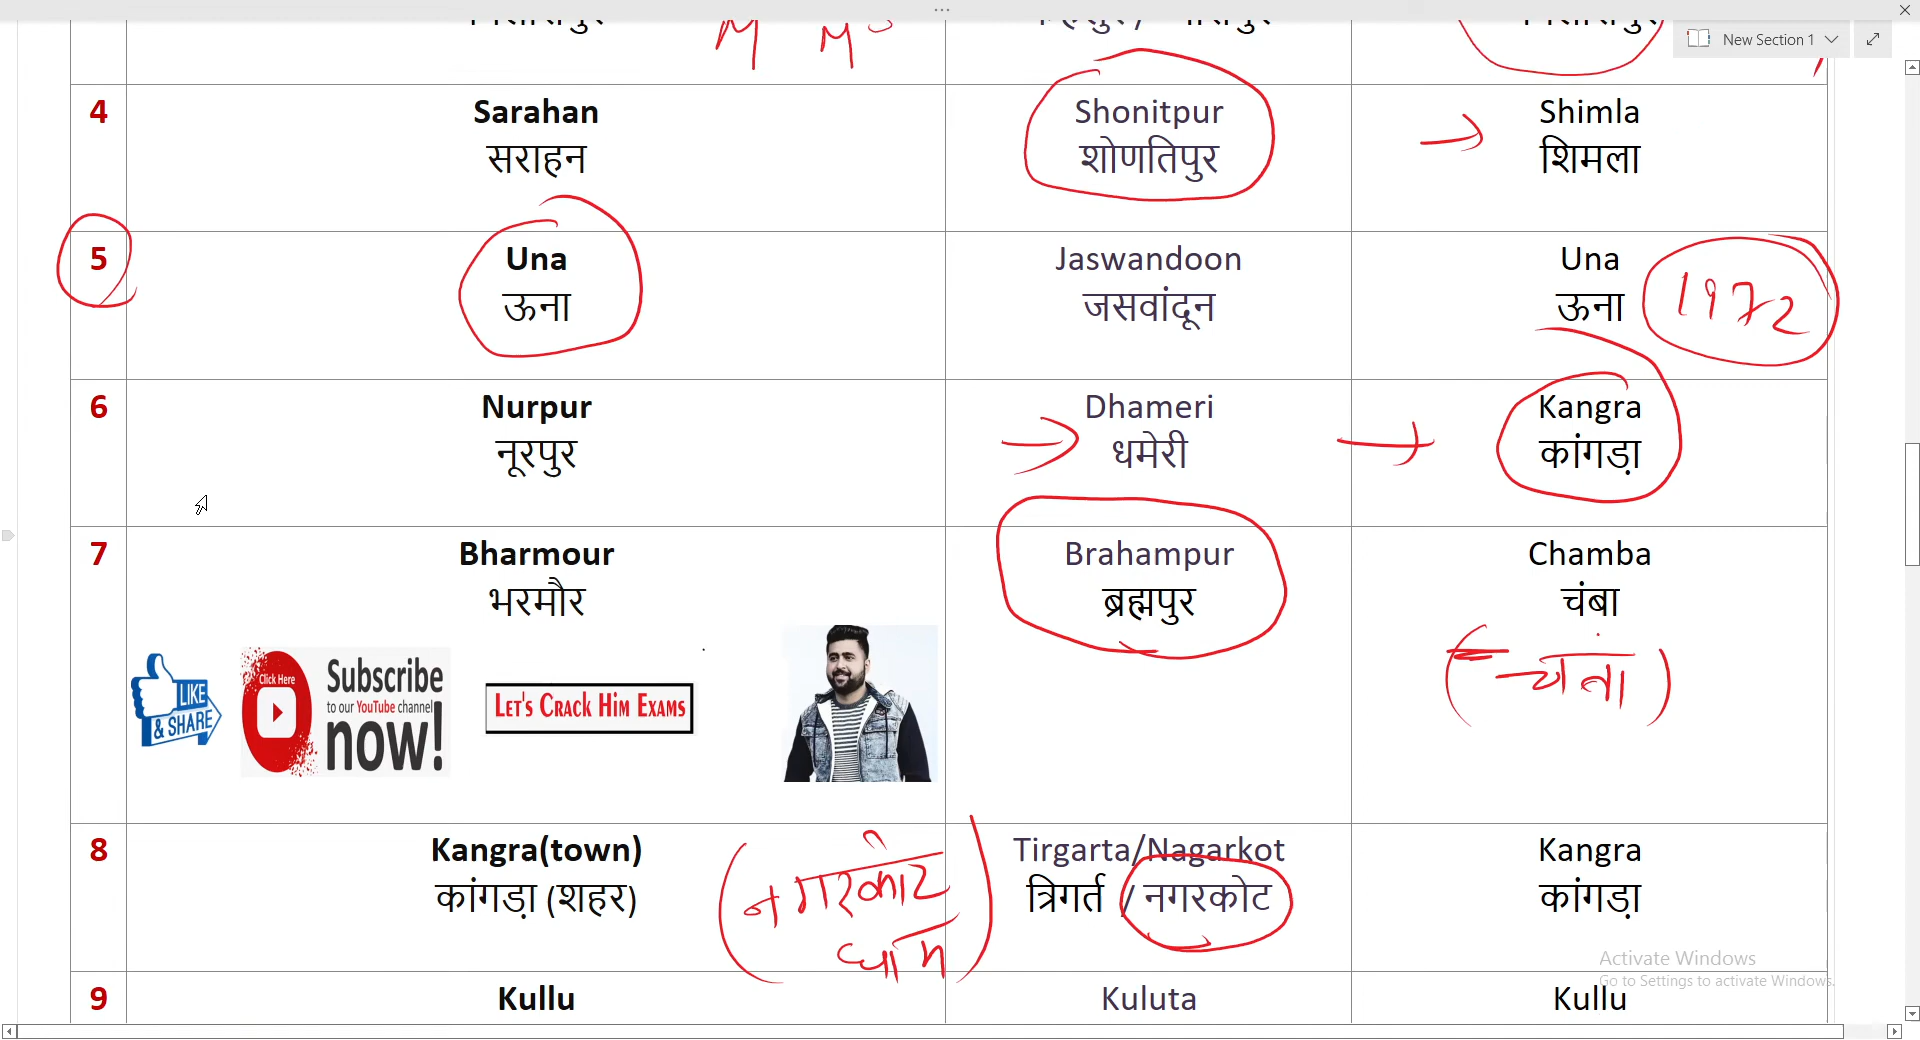 New Section 1
4
Sarahan
सराहन
Shonitpur
शोणतिपुर
Shimla
शिमला
5
Una
ऊना
Jaswandoon
जसवांदून
Una
ऊना
1972
6
Nurpur
नूरपुर
Dhameri
धमेरी
Kangra
कांगड़ा
7
Bharmour
भरमौर
Brahampur
ब्रह्मपुर
Chamba
चंबा
LIKE
& SHARE
Click Here
Subscribe
to our YouTube channel
now!
LET'S CRACK HIM EXAMS
8
Kangra(town)
कांगड़ा (शहर)
नगरकोट
धाम
Tirgarta/Nagarkot
त्रिगर्त / नगरकोट
Kangra
कांगड़ा
Activate Windows
Go to Settings to activate Windows.
9
Kullu
Kuluta
Kullu